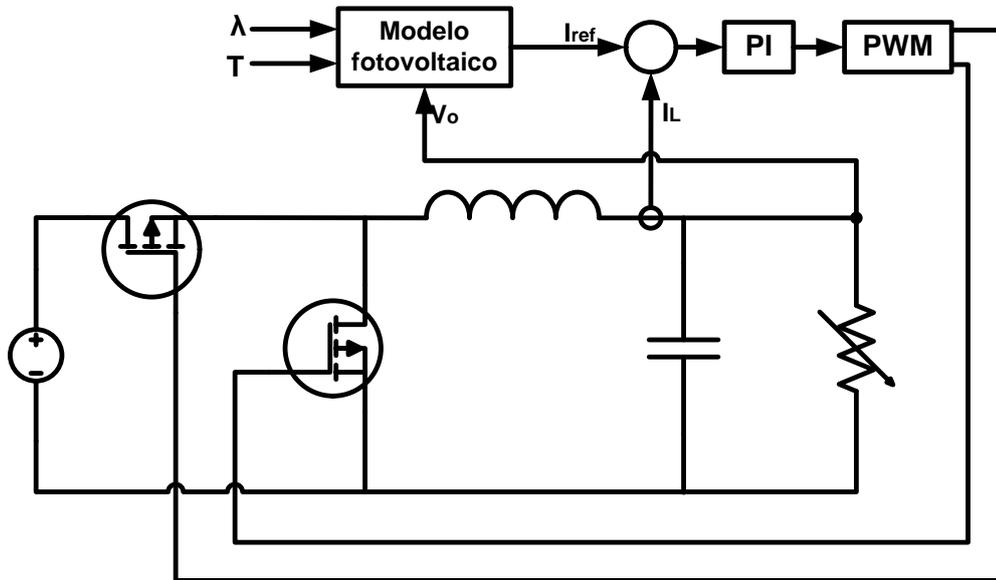 λ
T
Modelo
fotovoltaico
Iref
PI
PWM
Vo
IL
+
−